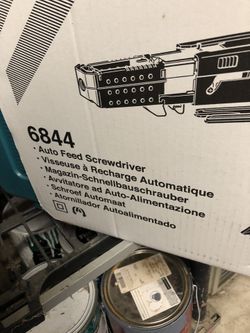 6844
· Auto Feed Screwdriver
· Visseuse à Recharge Automatique
· Magazin-Schnellbauschrauber
· Avvitatore ad Auto-Alimentazione
· Schroef Automaat
· Atornillador Autoalimentado